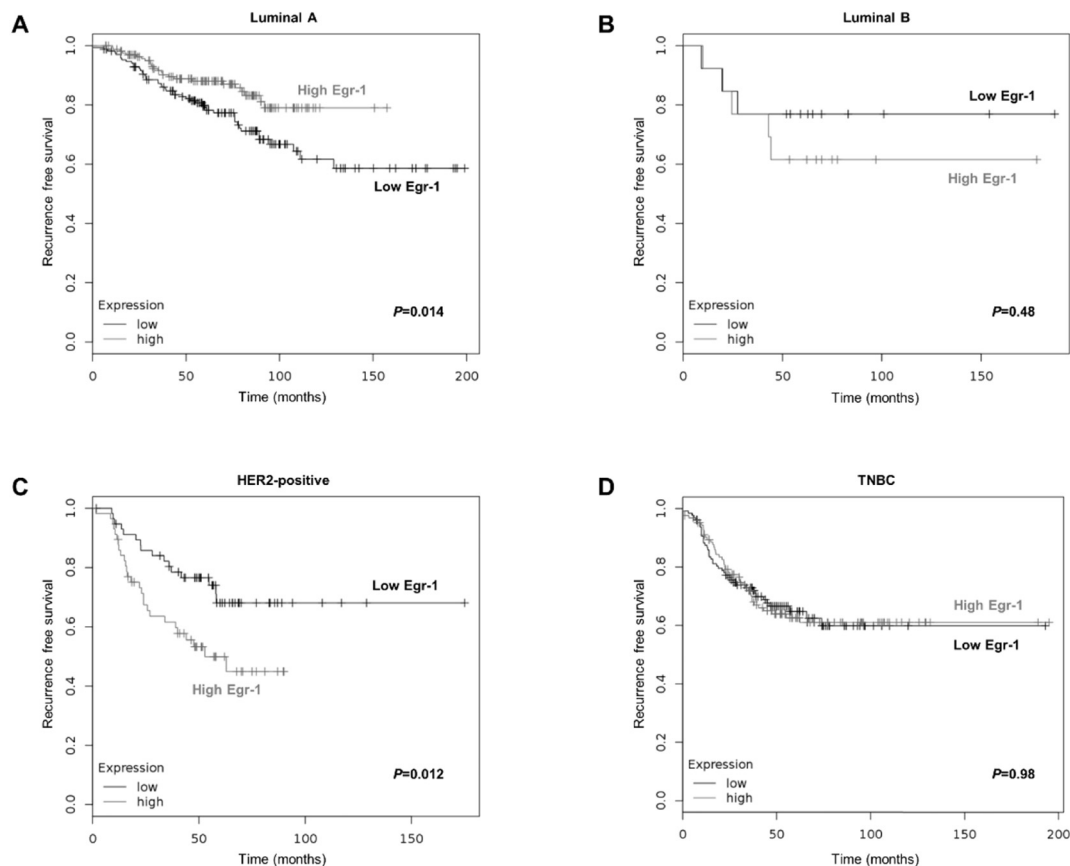 A
Luminal A
Recurrence free survival
1.0
0.8
0.6
0.4
0.2
0.0
High Egr-1
Low Egr-1
Expression
low
high
P=0.014
0 50 100 150 200
Time (months)
B
Luminal B
Recurrence free survival
1.0
0.8
0.6
0.4
0.2
0.0
Low Egr-1
High Egr-1
Expression
low
high
P=0.48
0 50 100 150
Time (months)
C
HER2-positive
Recurrence free survival
1.0
0.8
0.6
0.4
0.2
0.0
Low Egr-1
High Egr-1
Expression
low
high
P=0.012
0 50 100 150
Time (months)
D
TNBC
Recurrence free survival
1.0
0.8
0.6
0.4
0.2
0.0
High Egr-1
Low Egr-1
Expression
low
high
P=0.98
0 50 100 150 200
Time (months)